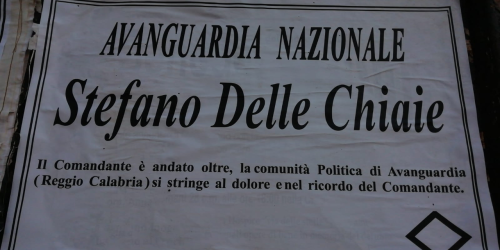 AVANGUARDIA NAZIONALE
Stefano Delle Chiaie
Il Comandante è andato oltre, la comunità Politica di Avanguardia
(Reggio Calabria) si stringe al dolore e nel ricordo del Comandante.